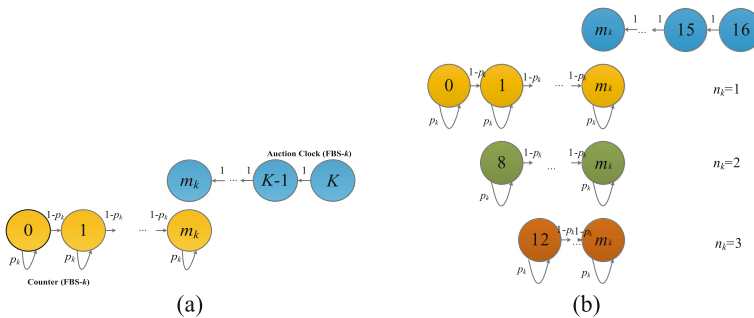 Auction Clock (FBS-k)
1 1 1
m_k ... K-1 K
1-p_k 1-p_k 1-p_k
0 1 ... m_k
p_k p_k p_k
Counter (FBS-k)
(a)
1 1 1
m_k ... 15 16
1-p_k 1-p_k 1-p_k
0 1 ... m_k n_k=1
p_k p_k p_k
1-p_k 1-p_k
8 ... m_k n_k=2
p_k p_k
1-p_k 1-p_k
12 ... m_k n_k=3
p_k p_k
(b)